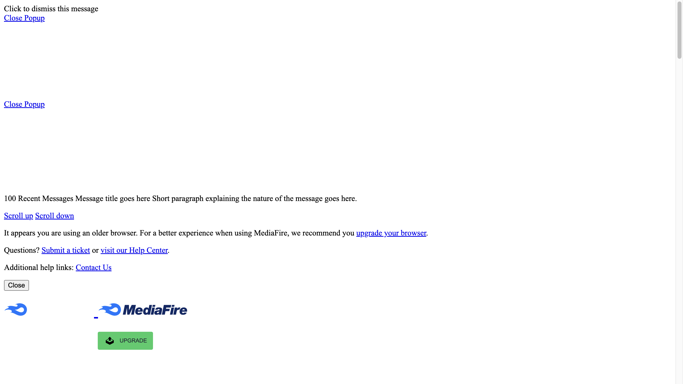 Click to dismiss this message
Close Popup
Close Popup
100 Recent Messages Message title goes here Short paragraph explaining the nature of the message goes here.
Scroll up Scroll down
It appears you are using an older browser. For a better experience when using MediaFire, we recommend you upgrade your browser.
Questions? Submit a ticket or visit our Help Center.
Additional help links: Contact Us
Close
MediaFire
UPGRADE